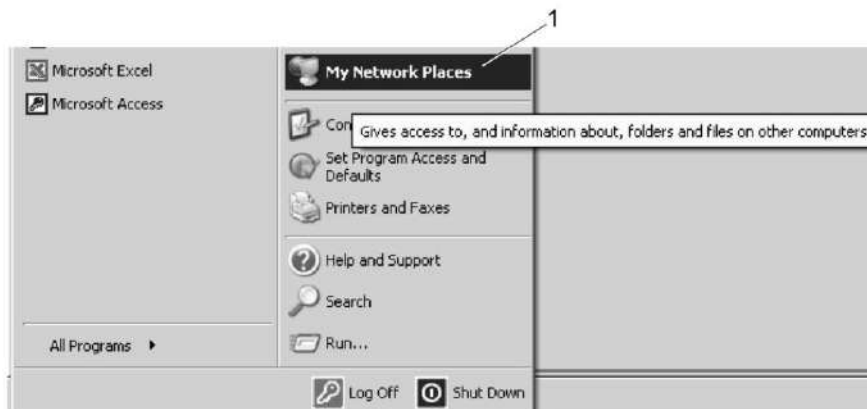 1
Microsoft Excel
Microsoft Access
All Programs
My Network Places
Con
Gives access to, and information about, folders and files on other computers
Set Program Access and
Defaults
Printers and Faxes
Help and Support
Search
Run...
Log Off
Shut Down